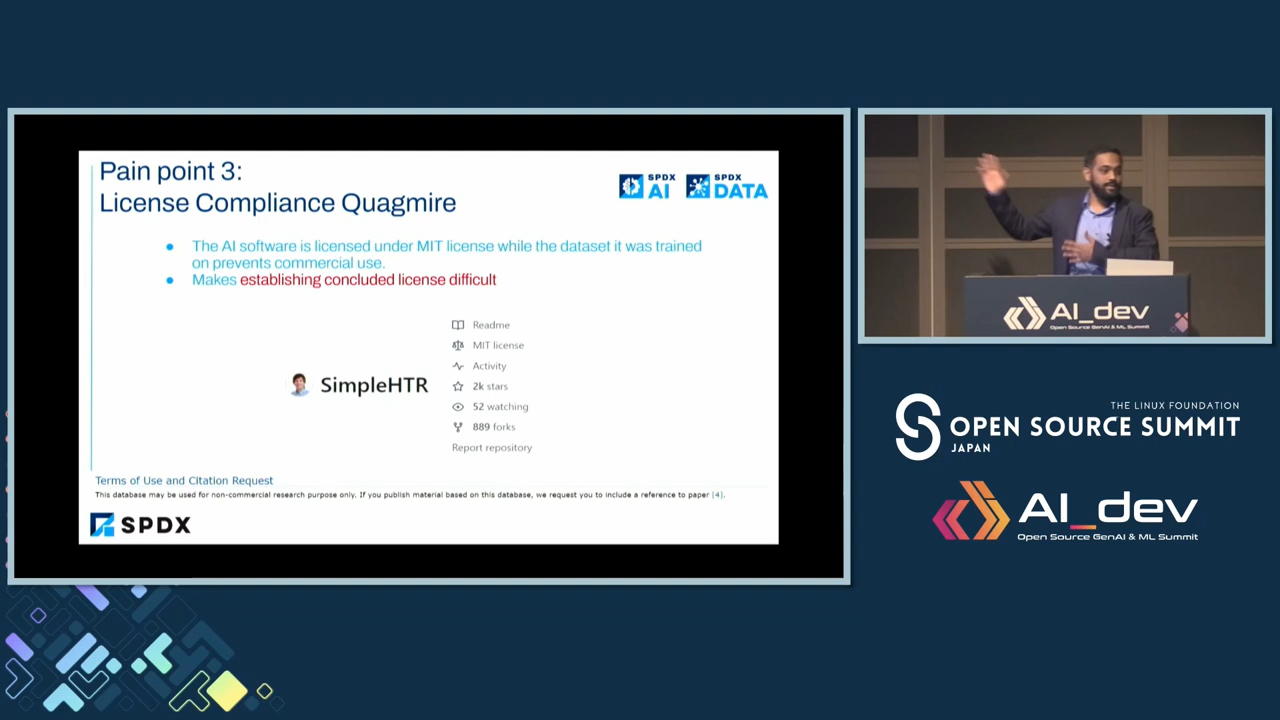 Pain point 3:
License Compliance Quagmire
SPDX
AI
SPDX
DATA
The AI software is licensed under MIT license while the dataset it was trained
on prevents commercial use.
Makes establishing concluded license difficult
SimpleHTR
Readme
MIT license
Activity
2k stars
52 watching
889 forks
Report repository
Terms of Use and Citation Request
This database may be used for non-commercial research purpose only. If you publish material based on this database, we request you to include a reference to paper [4].
SPDX
AI_dev
Open Source GenAI & ML Summit
THE LINUX FOUNDATION
OPEN SOURCE SUMMIT
JAPAN
AI_dev
Open Source GenAI & ML Summit